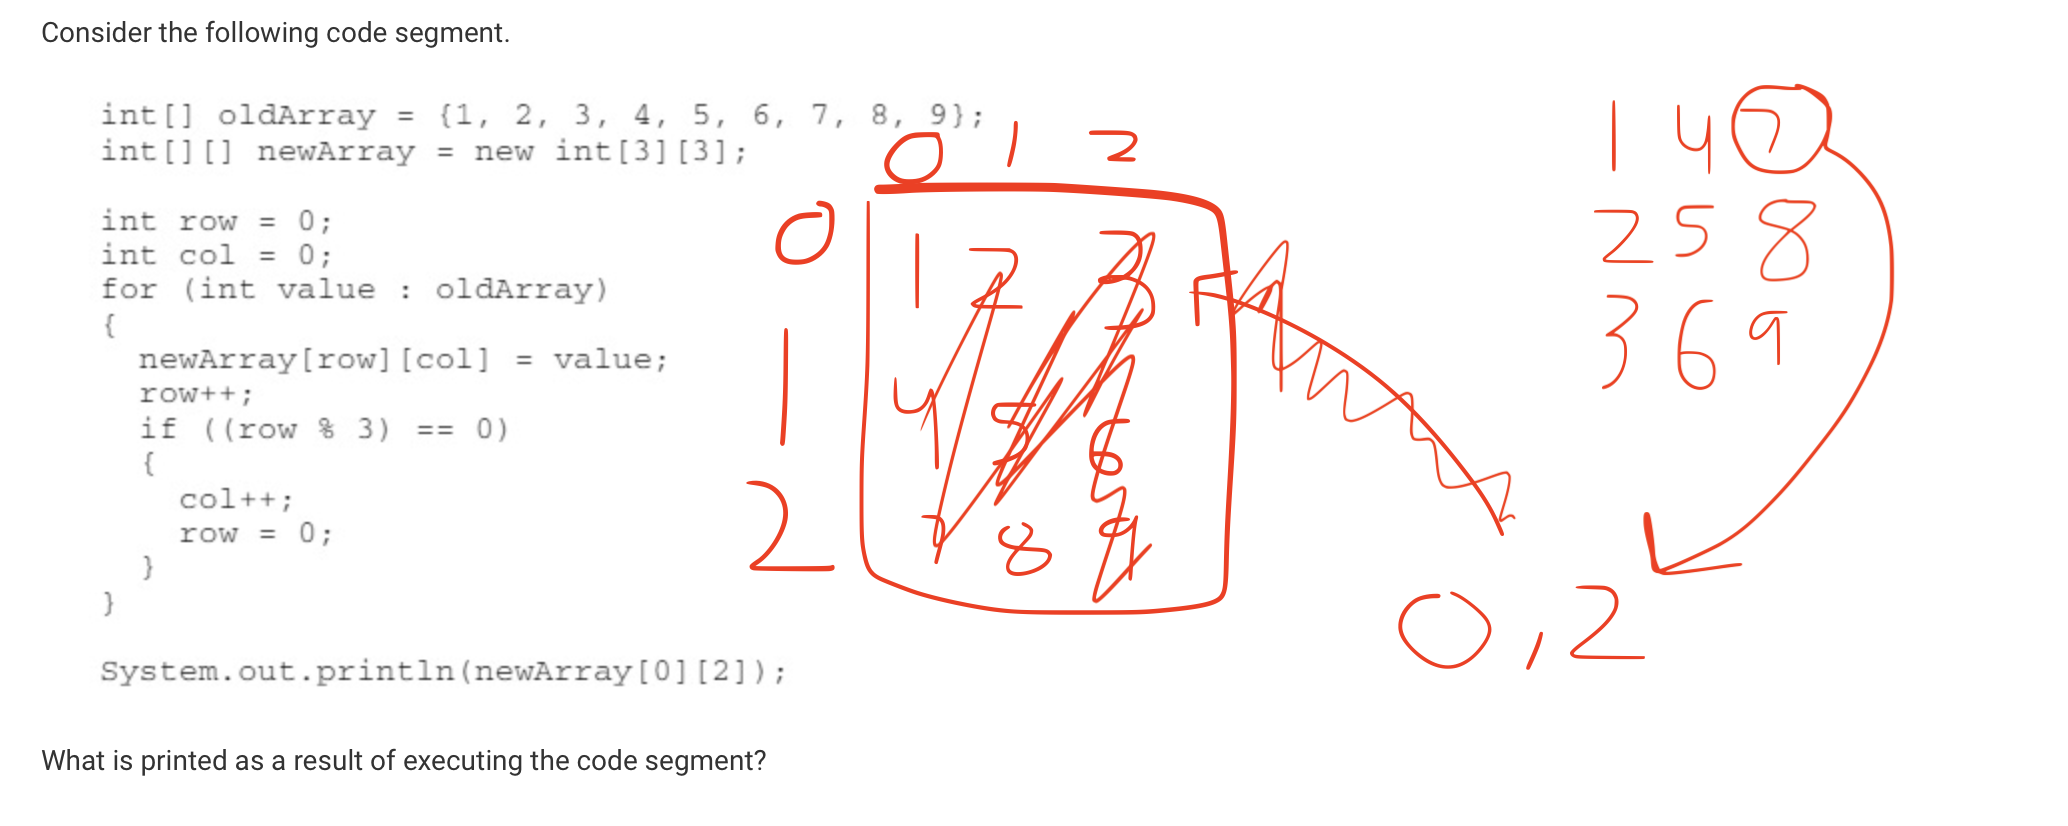 Consider the following code segment.
int[] oldArray = {1, 2, 3, 4, 5, 6, 7, 8, 9};
int[][] newArray = new int[3][3];
int row = 0;
int col = 0;
for (int value : oldArray)
{
newArray[row][col] = value;
row++;
if ((row % 3) == 0)
{
col++;
row = 0;
}
}
System.out.println(newArray[0][2]);
What is printed as a result of executing the code segment?
0 1 2
0 1 2 3
1 4 5 6
2 7 8 9
1 4 7
2 5 8
3 6 9
0,2